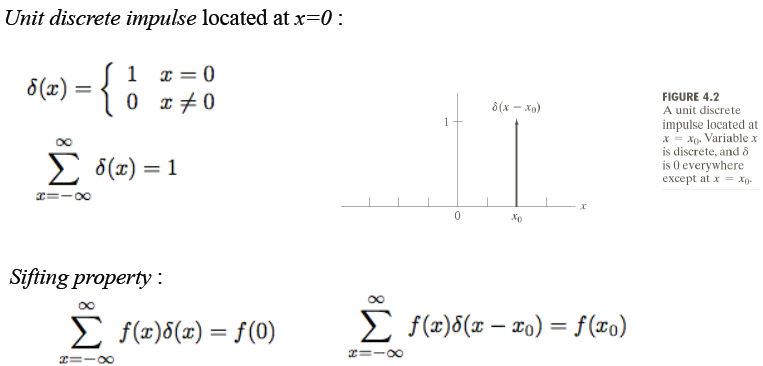 Unit discrete impulse located at x=0 :
δ(x) = { 1 x = 0
0 x ≠ 0
∞
∑ δ(x) = 1
x=−∞
δ(x − x₀)
1
0
x₀
x
FIGURE 4.2
A unit discrete
impulse located at
x = x₀. Variable x
is discrete, and δ
is 0 everywhere
except at x = x₀.
Sifting property :
∞
∑ f(x)δ(x) = f(0)
x=−∞
∞
∑ f(x)δ(x − x₀) = f(x₀)
x=−∞